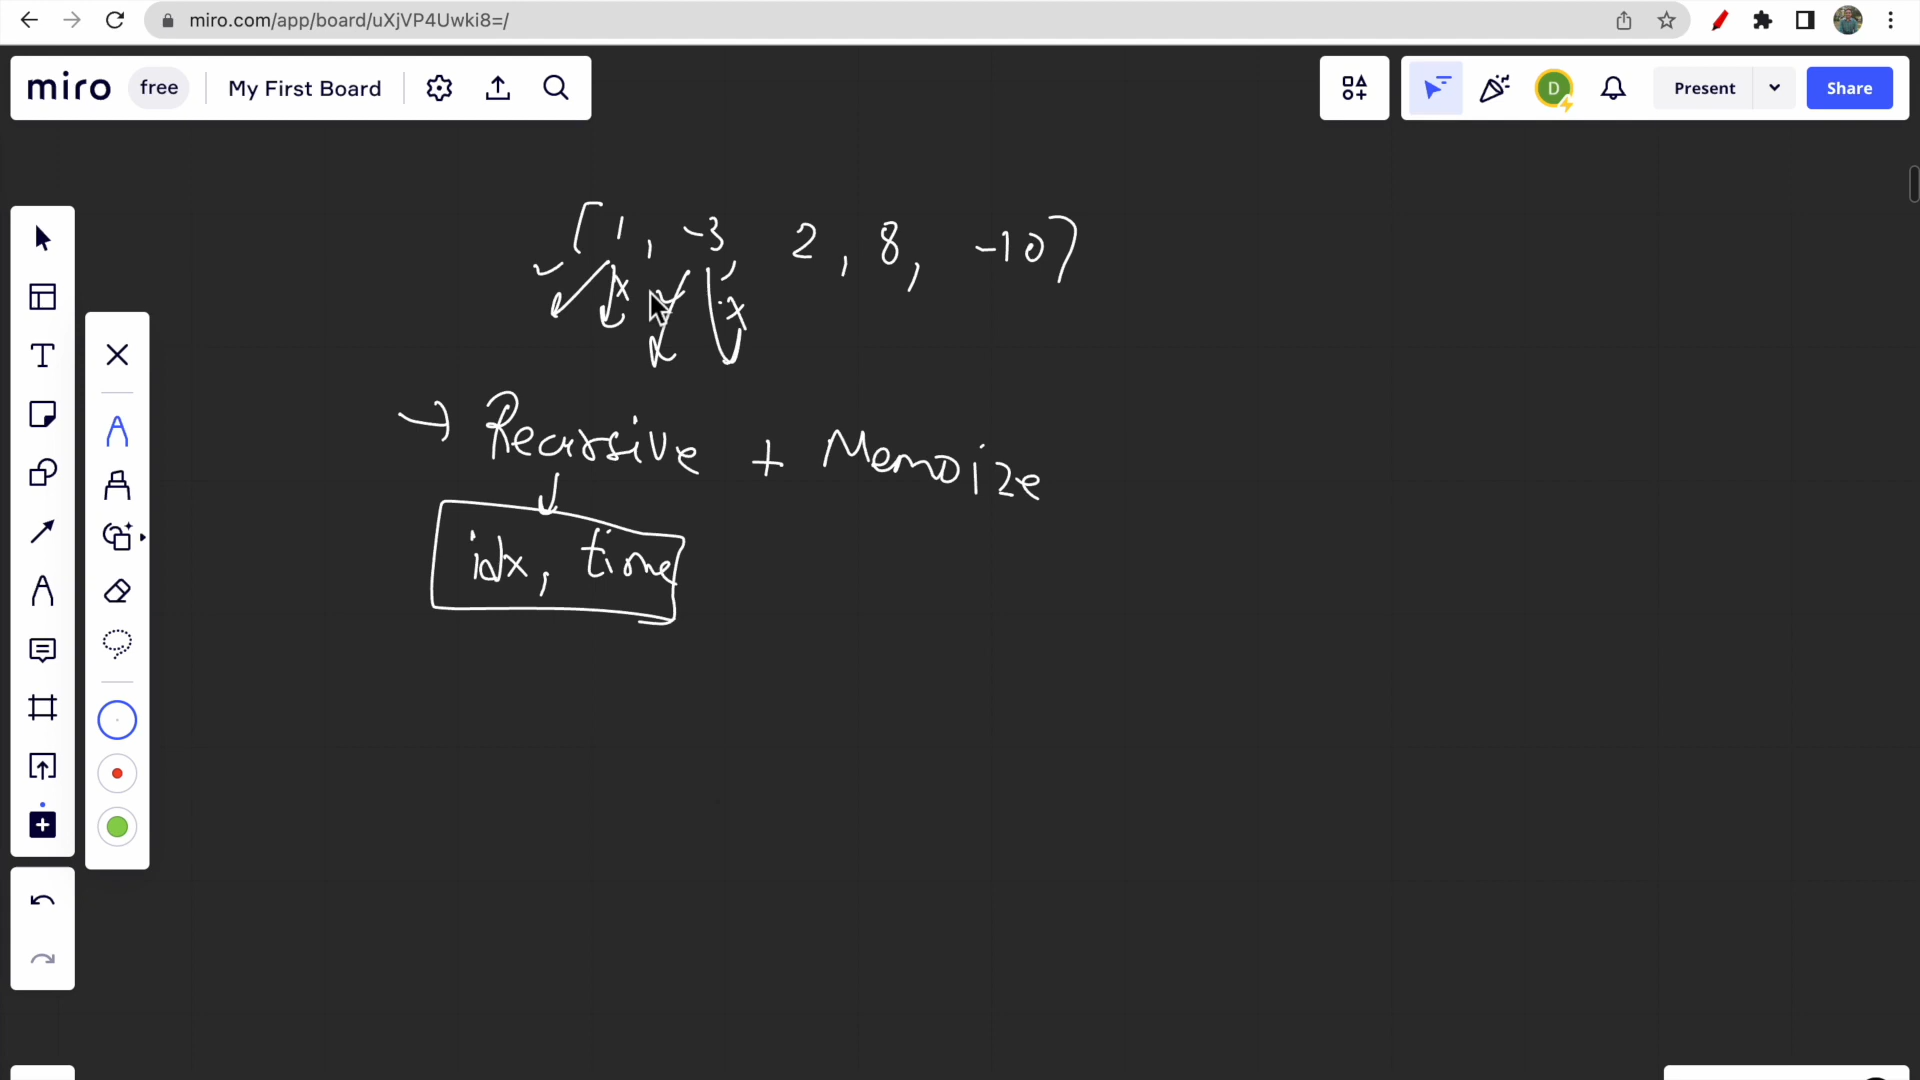 miro.com/app/board/uXjVP4Uwki8=/
miro free My First Board D Present Share
[1, -3, 2, 8, -10]
→ Recursive + Memoize
idx, time